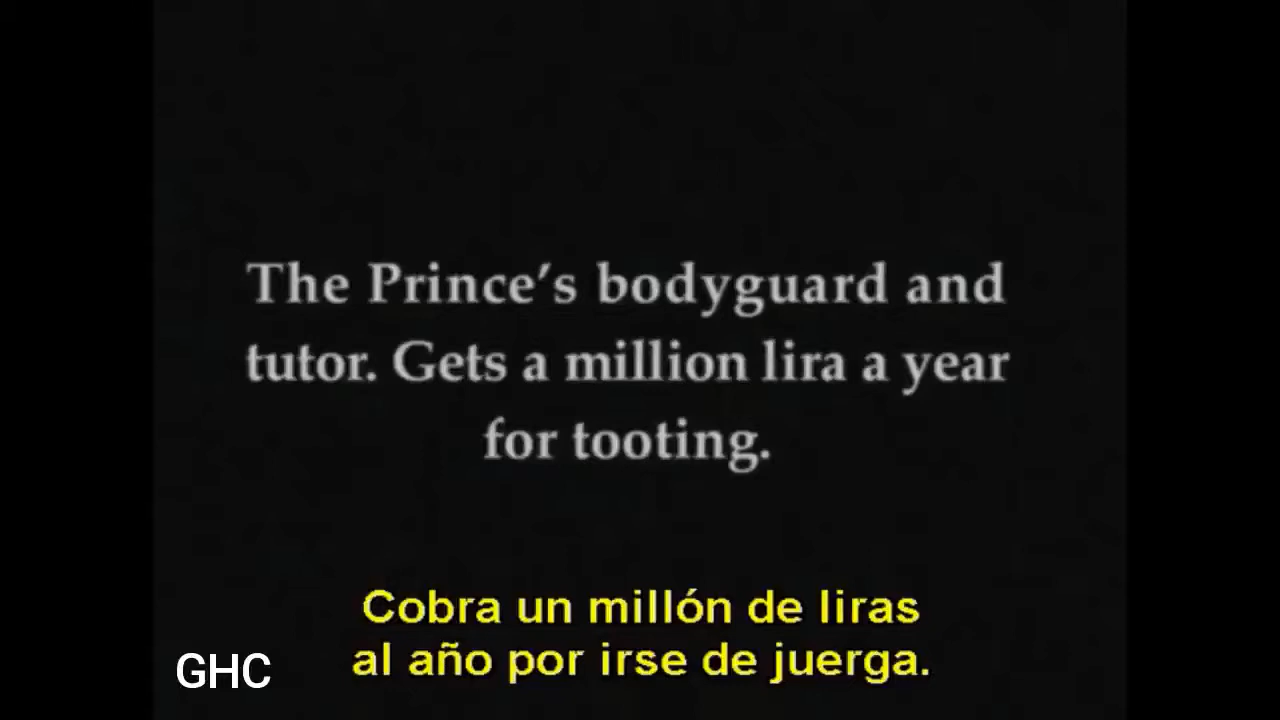 The Prince's bodyguard and
tutor. Gets a million lira a year
for tooting.
Cobra un millón de liras
al año por irse de juerga.
GHC